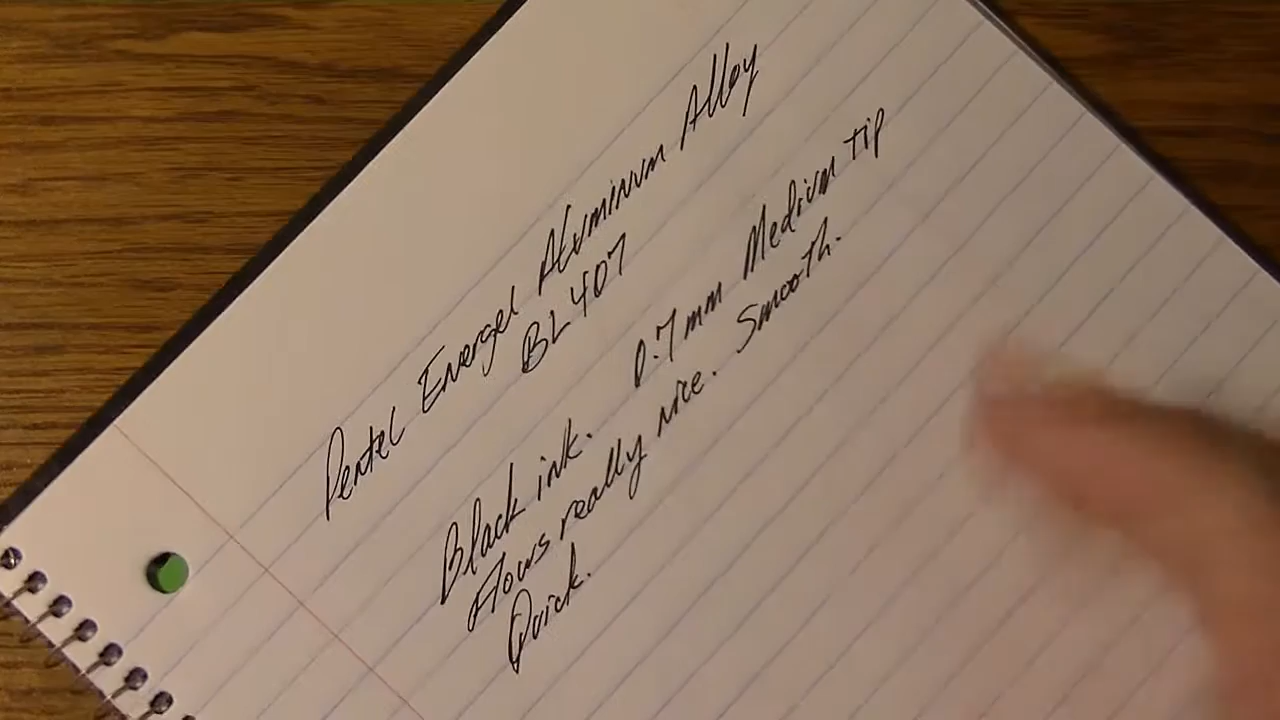 Pentel Energel Aluminum Alloy
BL407
Black ink. 0.7mm Medium tip
Flows really nice. Smooth.
Quick.